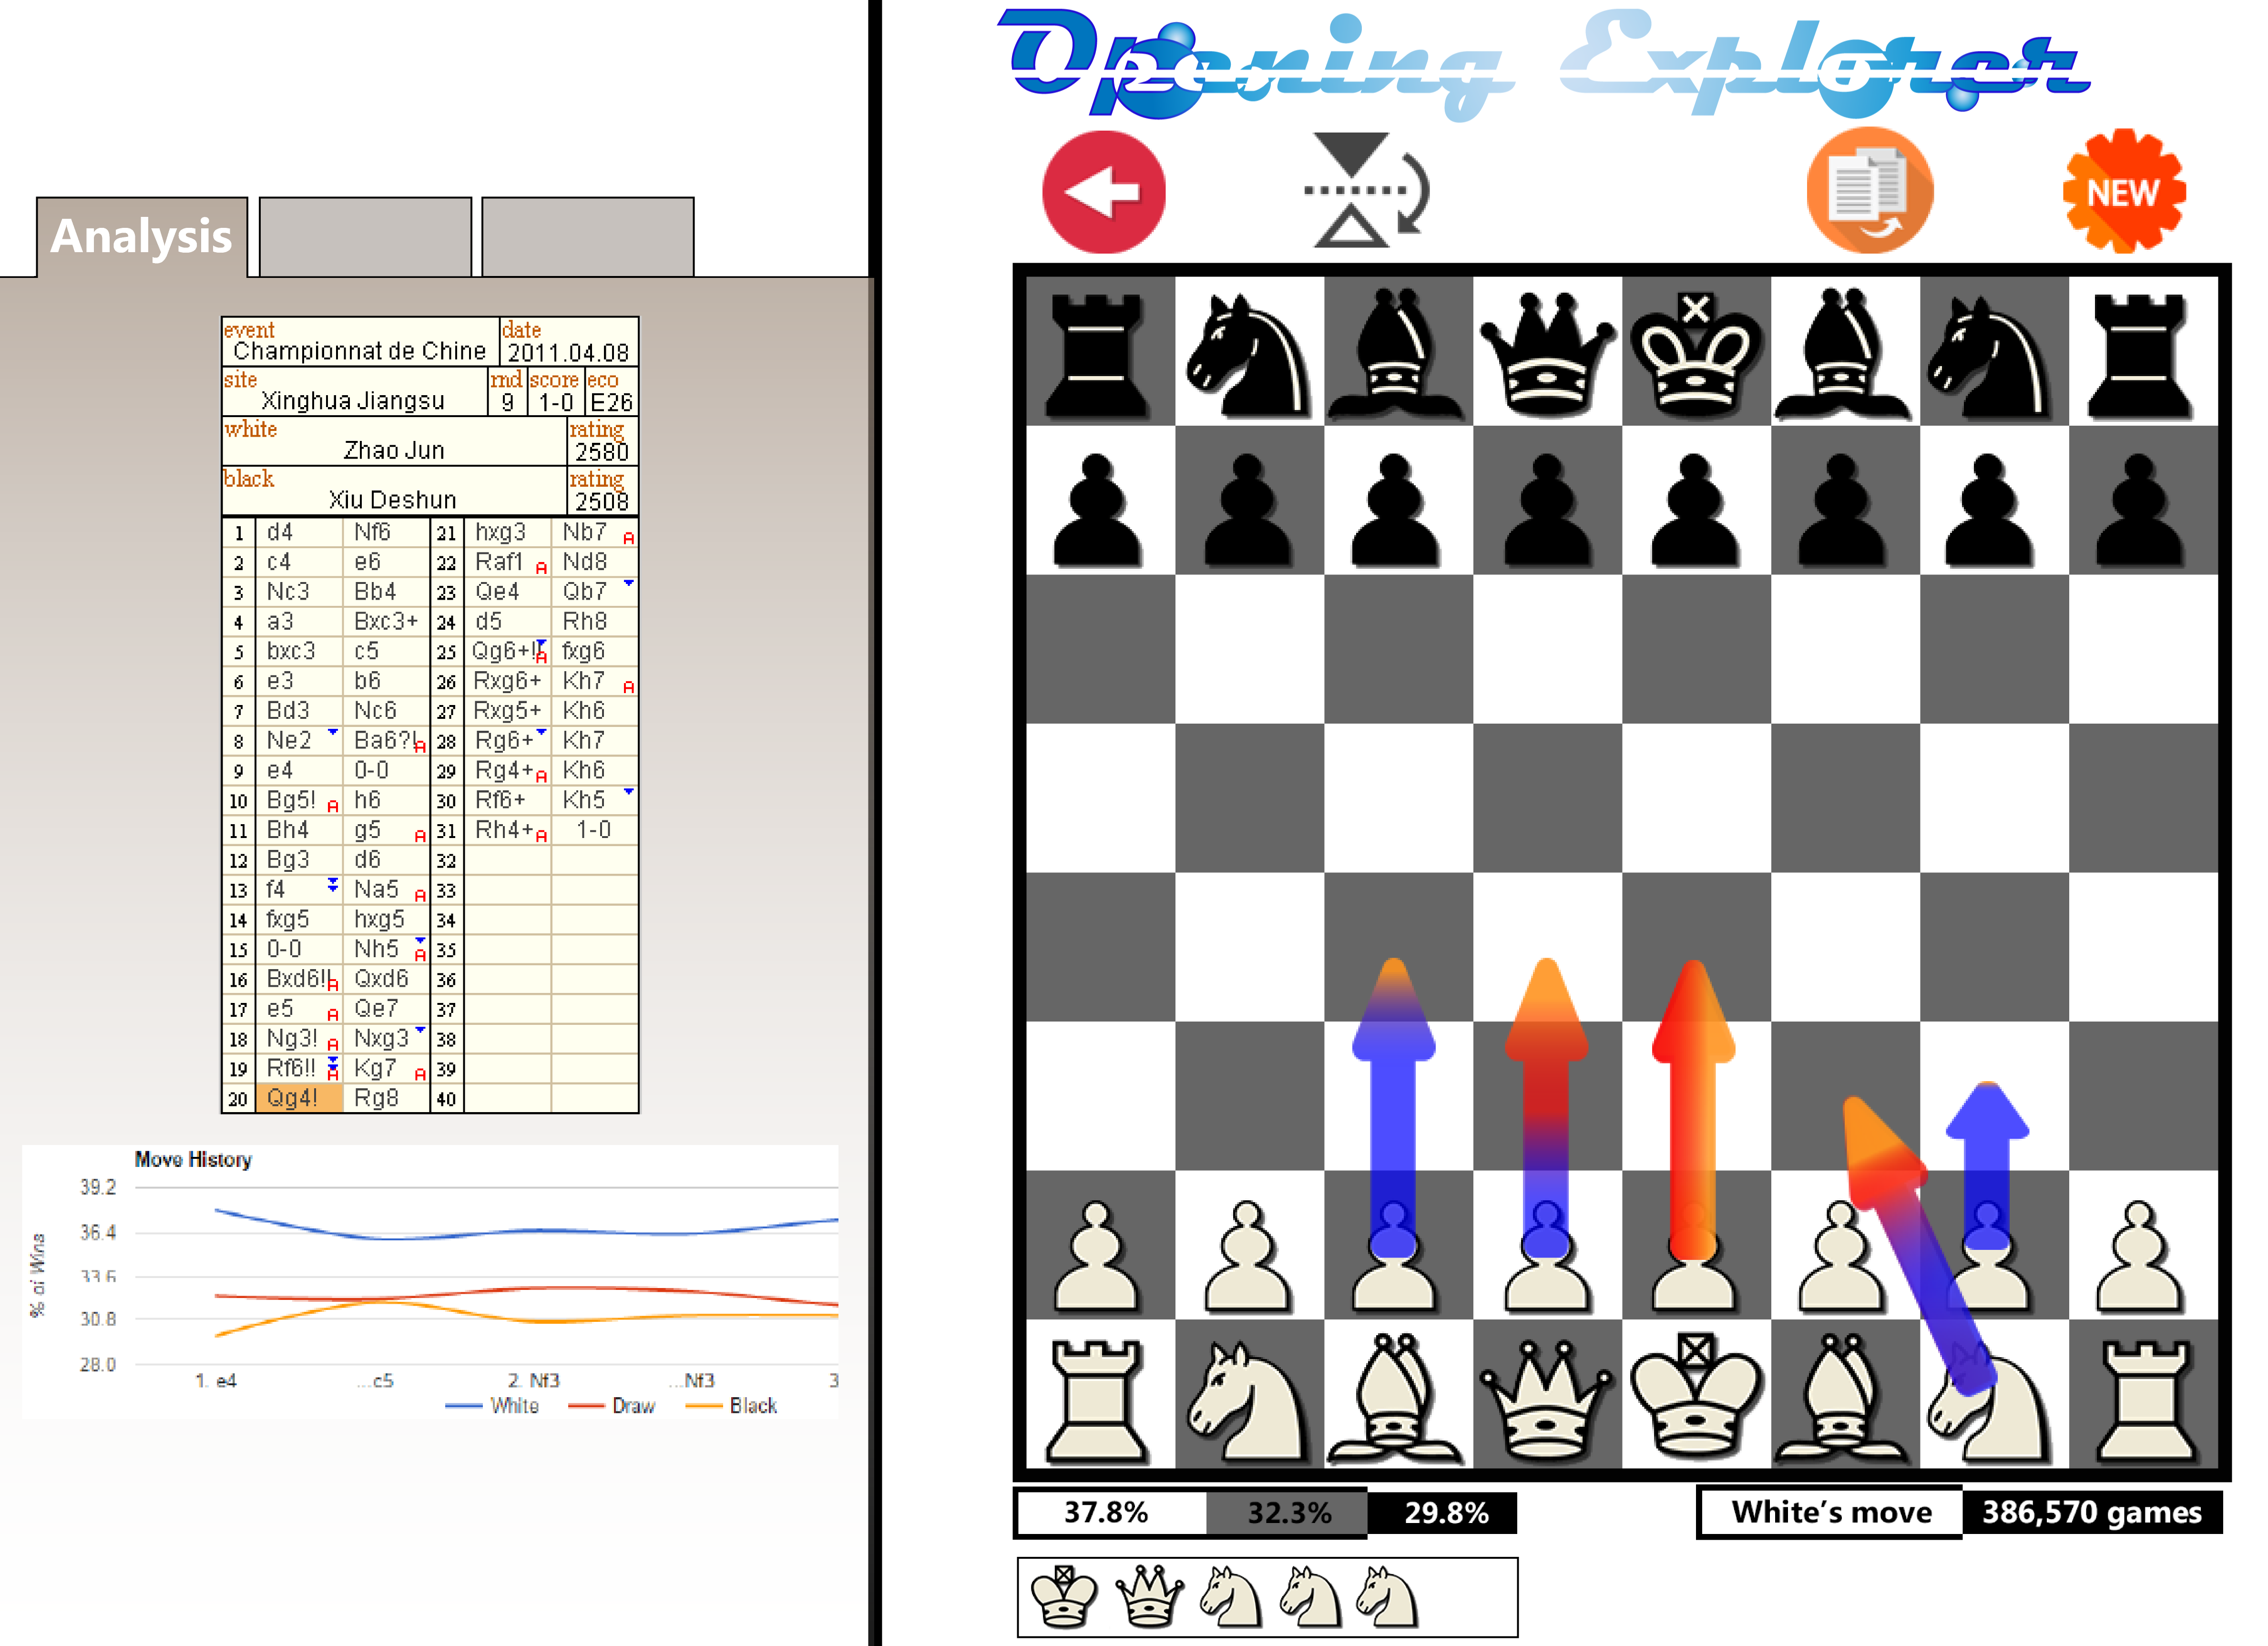 Opening Explorer
NEW
Analysis
event date
Championnat de Chine 2011.04.08
site rnd score eco
Xinghua Jiangsu 9 1-0 E26
white rating
Zhao Jun 2580
black rating
Xiu Deshun 2508
1 d4 Nf6 21 hxg3 Nb7 A
2 c4 e6 22 Raf1 A Nd8
3 Nc3 Bb4 23 Qe4 Qb7
4 a3 Bxc3+ 24 d5 Rh8
5 bxc3 c5 25 Qg6+! A fxg6
6 e3 b6 26 Rxg6+ Kh7 A
7 Bd3 Nc6 27 Rxg5+ Kh6
8 Ne2 Ba6?! A 28 Rg6+ Kh7
9 e4 0-0 29 Rg4+ A Kh6
10 Bg5! A h6 30 Rf6+ Kh5
11 Bh4 g5 A 31 Rh4+ A 1-0
12 Bg3 d6 32
13 f4 Na5 A 33
14 fxg5 hxg5 34
15 0-0 Nh5 A 35
16 Bxd6!! A Qxd6 36
17 e5 A Qe7 37
18 Ng3! A Nxg3 38
19 Rf6!! A Kg7 A 39
20 Qg4! Rg8 40
Move History
39.2
36.4
33.6
30.8
28.0
% of Wins
1. e4 ...c5 2. Nf3 ...Nf3 3
White Draw Black
37.8% 32.3% 29.8%
White’s move 386,570 games